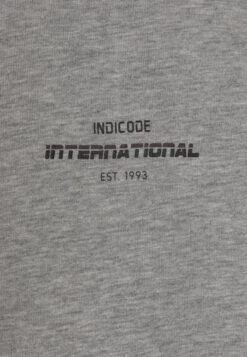 INDICODE
INTERNATIONAL
EST. 1993